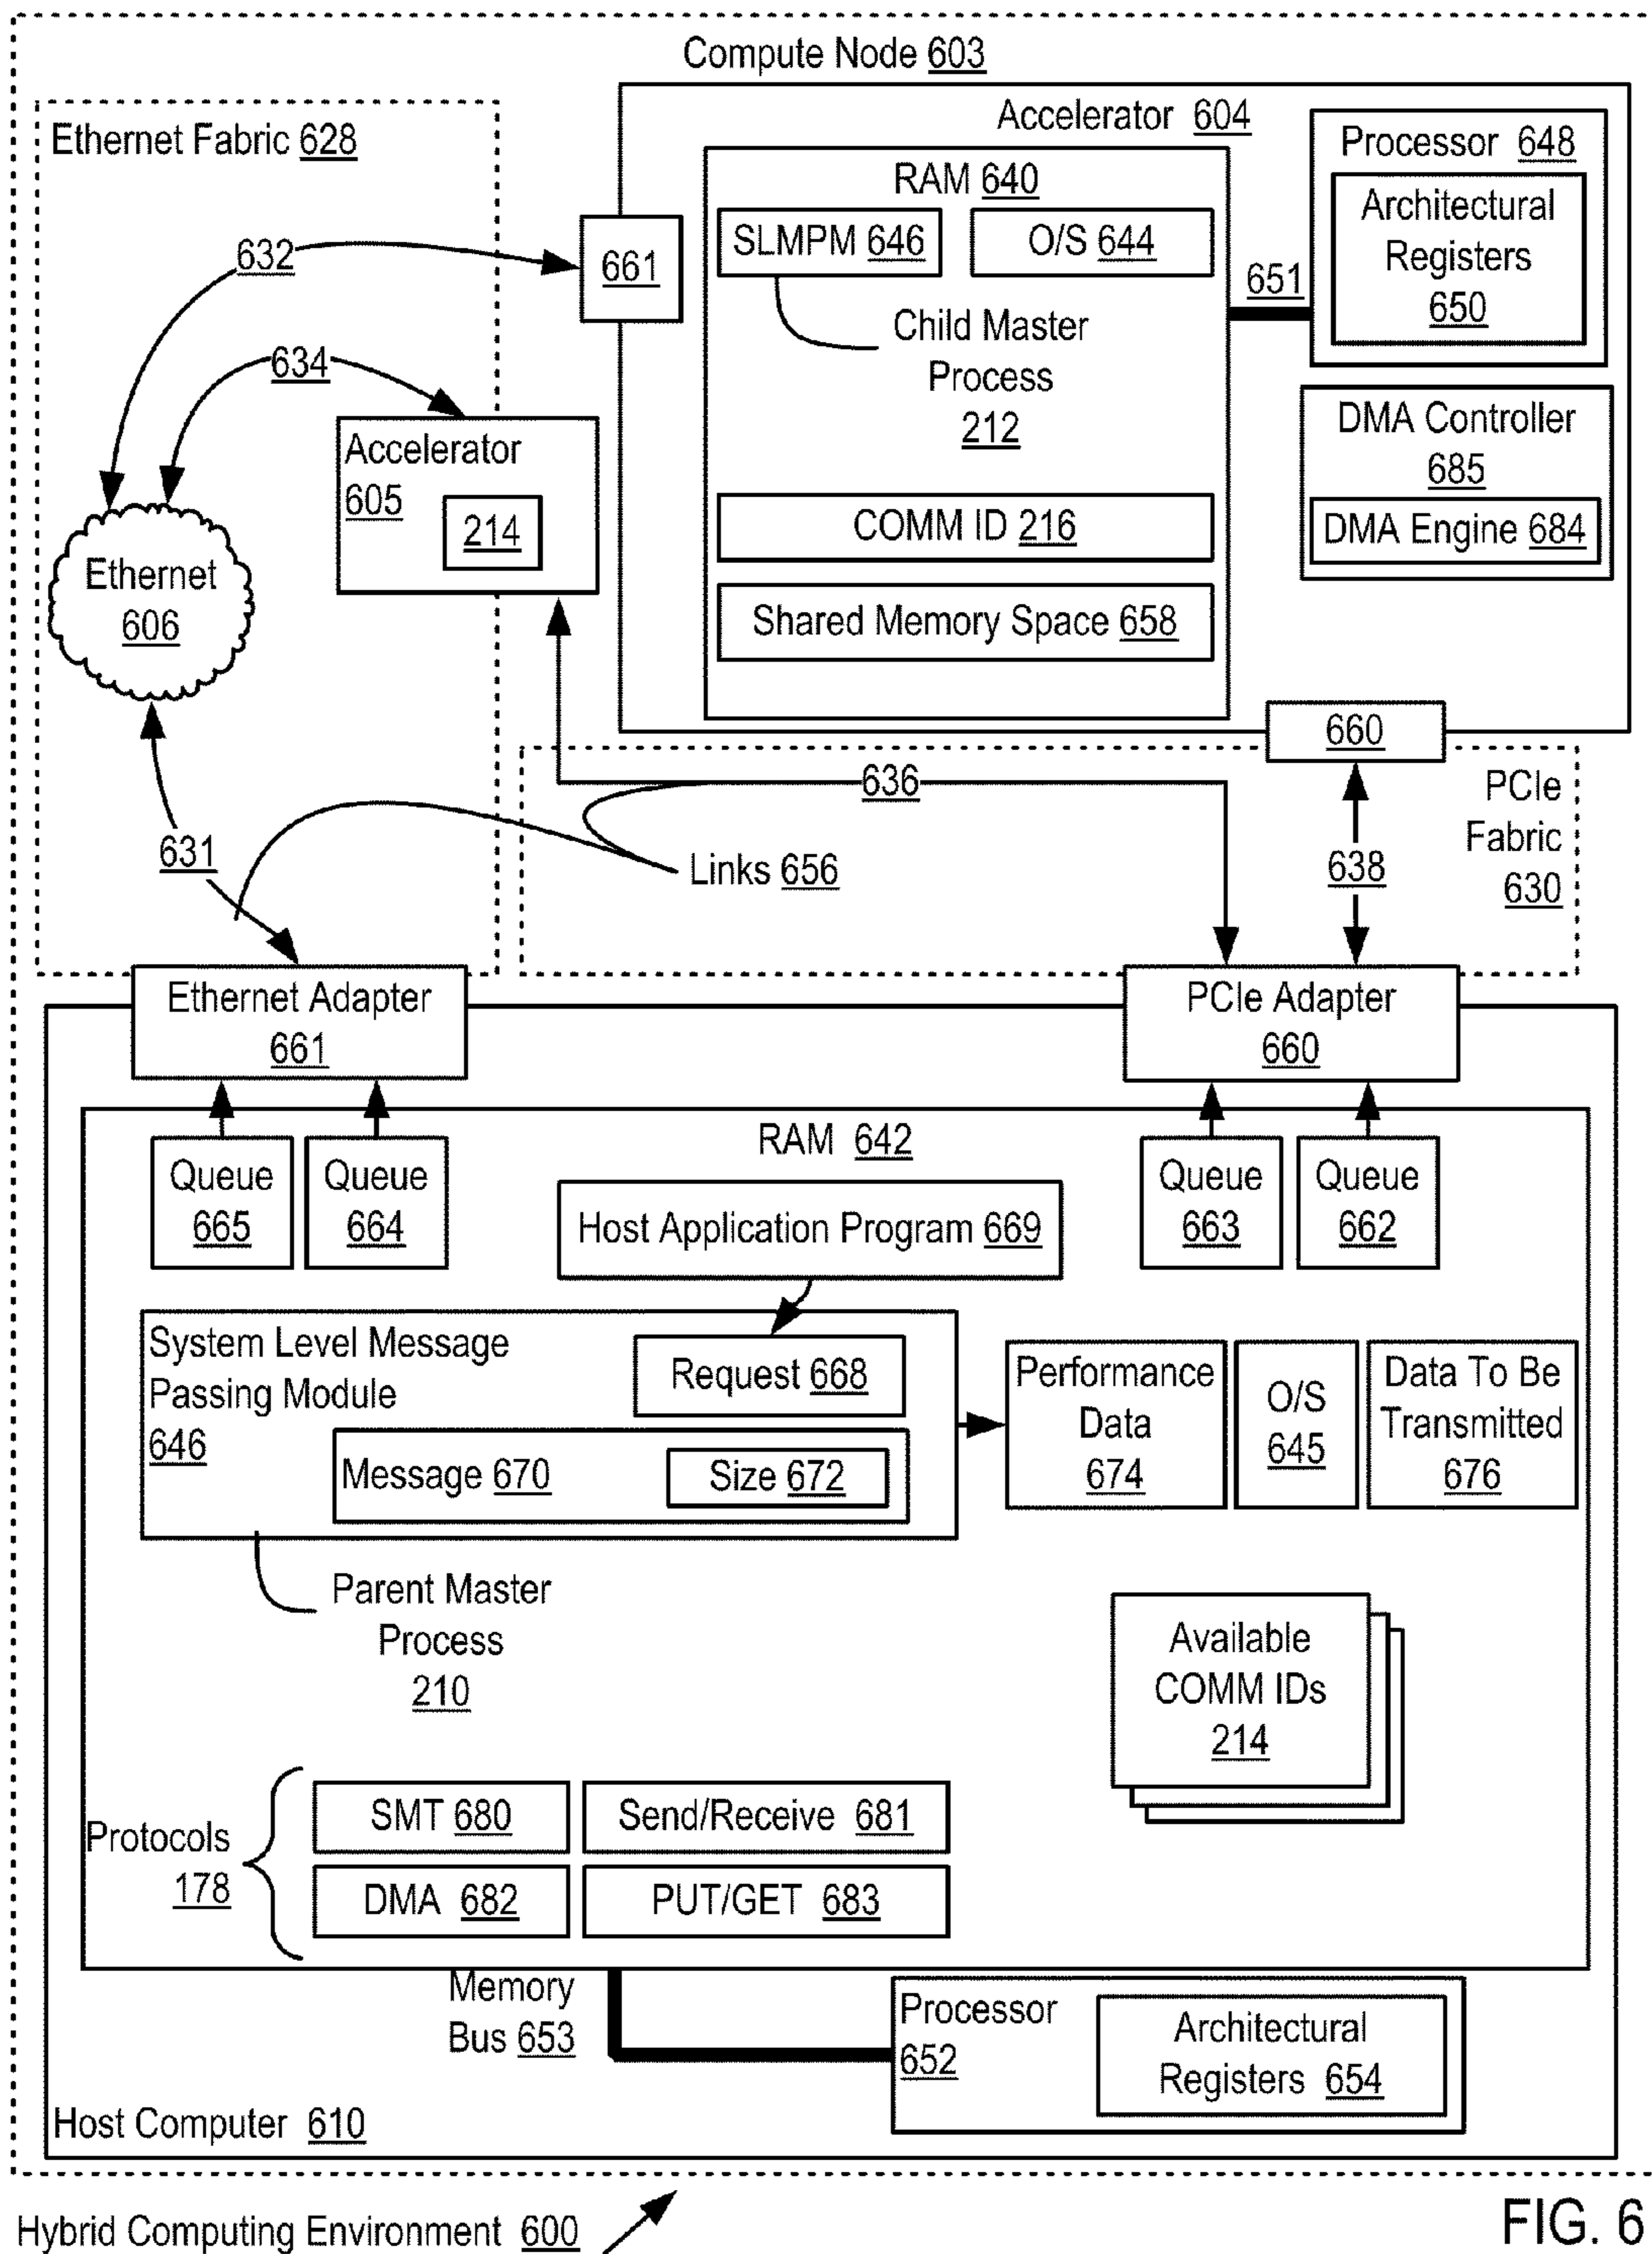 Compute Node 603
Ethernet Fabric 628
Accelerator 604
Processor 648
Architectural
Registers
650
RAM 640
SLMPM 646
O/S 644
651
632
661
Child Master
Process
212
634
DMA Controller
685
DMA Engine 684
Accelerator
605
214
COMM ID 216
Ethernet
606
Shared Memory Space 658
660
636
PCIe
Fabric
630
631
Links 656
638
Ethernet Adapter
661
PCIe Adapter
660
RAM 642
Queue
665
Queue
664
Queue
663
Queue
662
Host Application Program 669
System Level Message
Passing Module
646
Request 668
Message 670
Size 672
Performance
Data
674
O/S
645
Data To Be
Transmitted
676
Parent Master
Process
210
Available
COMM IDs
214
Protocols
178
SMT 680
Send/Receive 681
DMA 682
PUT/GET 683
Memory
Bus 653
Processor
652
Architectural
Registers 654
Host Computer 610
Hybrid Computing Environment 600
FIG. 6